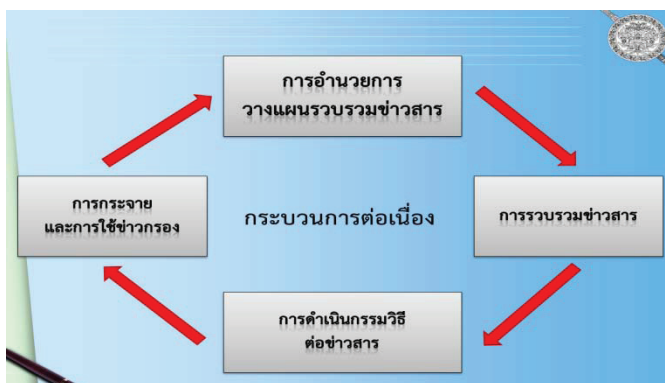 การอำนวยการ
วางแผนรวบรวมข่าวสาร
การกระจาย
และการใช้ข่าวกรอง
กระบวนการต่อเนื่อง
การรวบรวมข่าวสาร
การดำเนินกรรมวิธี
ต่อข่าวสาร